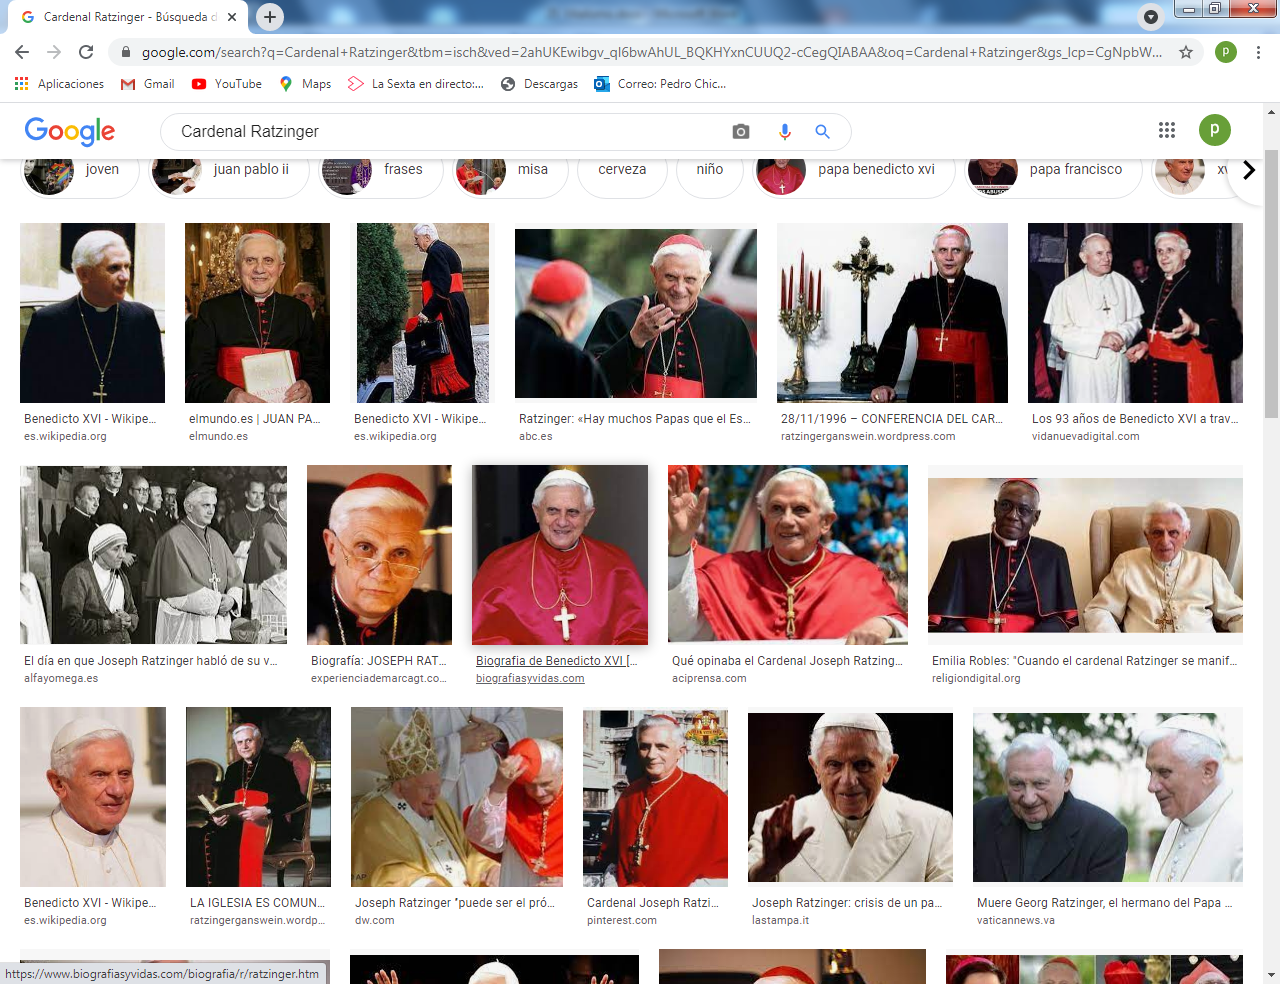 Cardenal Ratzinger - Búsqueda d
google.com/search?q=Cardenal+Ratzinger&tbm=isch&ved=2ahUKEwibgv_ql6bwAhUL_BQKHYxnCUUQ2-cCegQIABAA&oq=Cardenal+Ratzinger&gs_lcp=CgNpbW...
p
Aplicaciones
Gmail
YouTube
Maps
La Sexta en directo:...
Descargas
Correo: Pedro Chic...
Google
Cardenal Ratzinger
p
joven
juan pablo ii
frases
misa
cerveza
niño
papa benedicto xvi
papa francisco
Benedicto XVI - Wikipe...
es.wikipedia.org
elmundo.es | JUAN PA...
elmundo.es
Benedicto XVI - Wikipe...
es.wikipedia.org
Ratzinger: «Hay muchos Papas que el Es...
abc.es
28/11/1996 – CONFERENCIA DEL CAR...
ratzingerganswein.wordpress.com
Los 93 años de Benedicto XVI a trav...
vidanuevadigital.com
El día en que Joseph Ratzinger habló de su v...
alfayomega.es
Biografía: JOSEPH RAT...
experienciademarcagt.co...
Biografia de Benedicto XVI [...
biografiasyvidas.com
Qué opinaba el Cardenal Joseph Ratzing...
aciprensa.com
Emilia Robles: "Cuando el cardenal Ratzinger se manif...
religiondigital.org
Benedicto XVI - Wikipe...
es.wikipedia.org
LA IGLESIA ES COMUN...
ratzingerganswein.wordp...
AP
Joseph Ratzinger "puede ser el pró...
dw.com
Cardenal Joseph Ratzi...
pinterest.com
Joseph Ratzinger: crisis de un pa...
lastampa.it
Muere Georg Ratzinger, el hermano del Papa ...
vaticannews.va
https://www.biografiasyvidas.com/biografia/r/ratzinger.htm